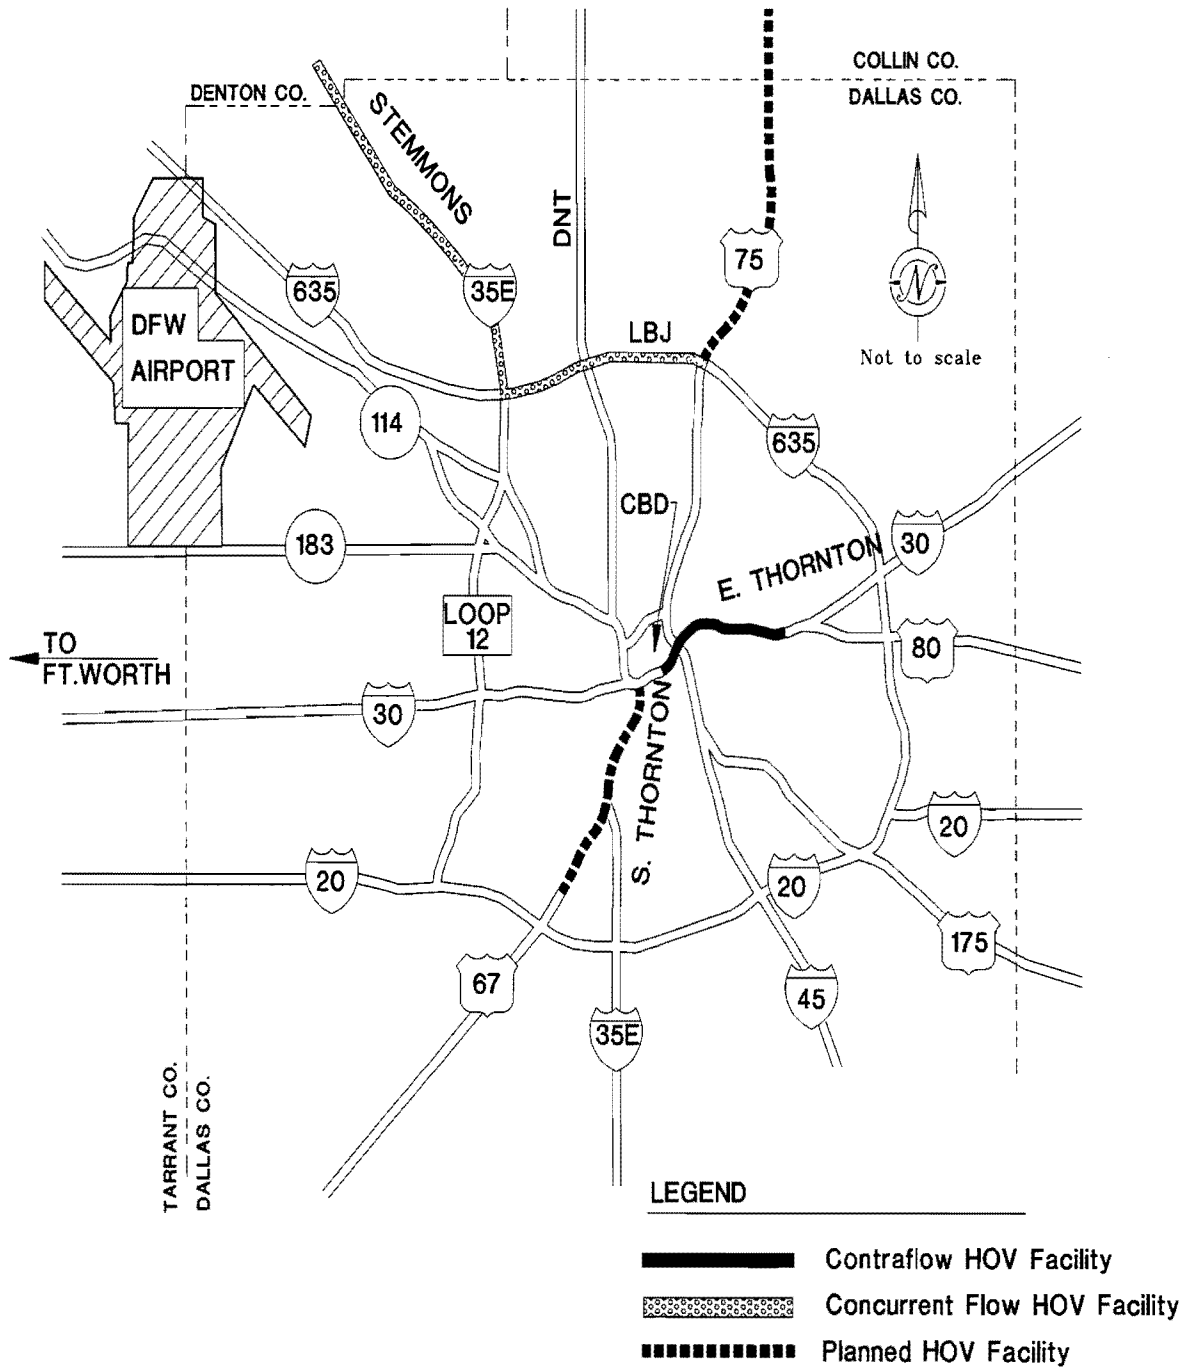 COLLIN CO.
DENTON CO.
DALLAS CO.
STEMMONS
DNT
75
N
635
35E
DFW
AIRPORT
LBJ
Not to scale
114
635
CBD
183
E. THORNTON
30
LOOP
12
TO
FT.WORTH
80
30
S. THORNTON
20
20
20
175
67
45
35E
TARRANT CO.
DALLAS CO.
LEGEND
Contraflow HOV Facility
Concurrent Flow HOV Facility
Planned HOV Facility